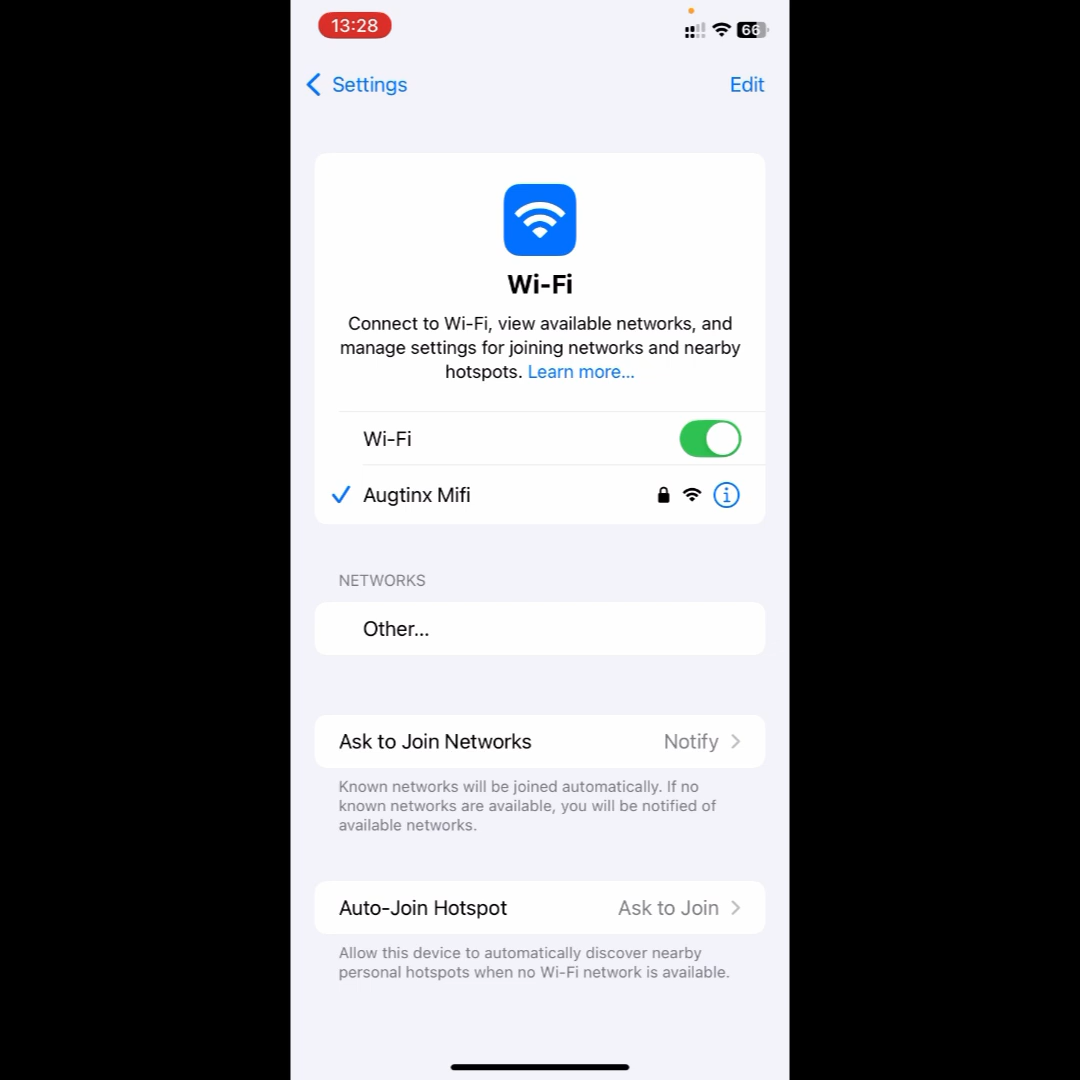 13:28
66
Settings
Edit
Wi-Fi
Connect to Wi-Fi, view available networks, and
manage settings for joining networks and nearby
hotspots. Learn more...
Wi-Fi
Augtinx Mifi
NETWORKS
Other...
Ask to Join Networks
Notify
Known networks will be joined automatically. If no
known networks are available, you will be notified of
available networks.
Auto-Join Hotspot
Ask to Join
Allow this device to automatically discover nearby
personal hotspots when no Wi-Fi network is available.